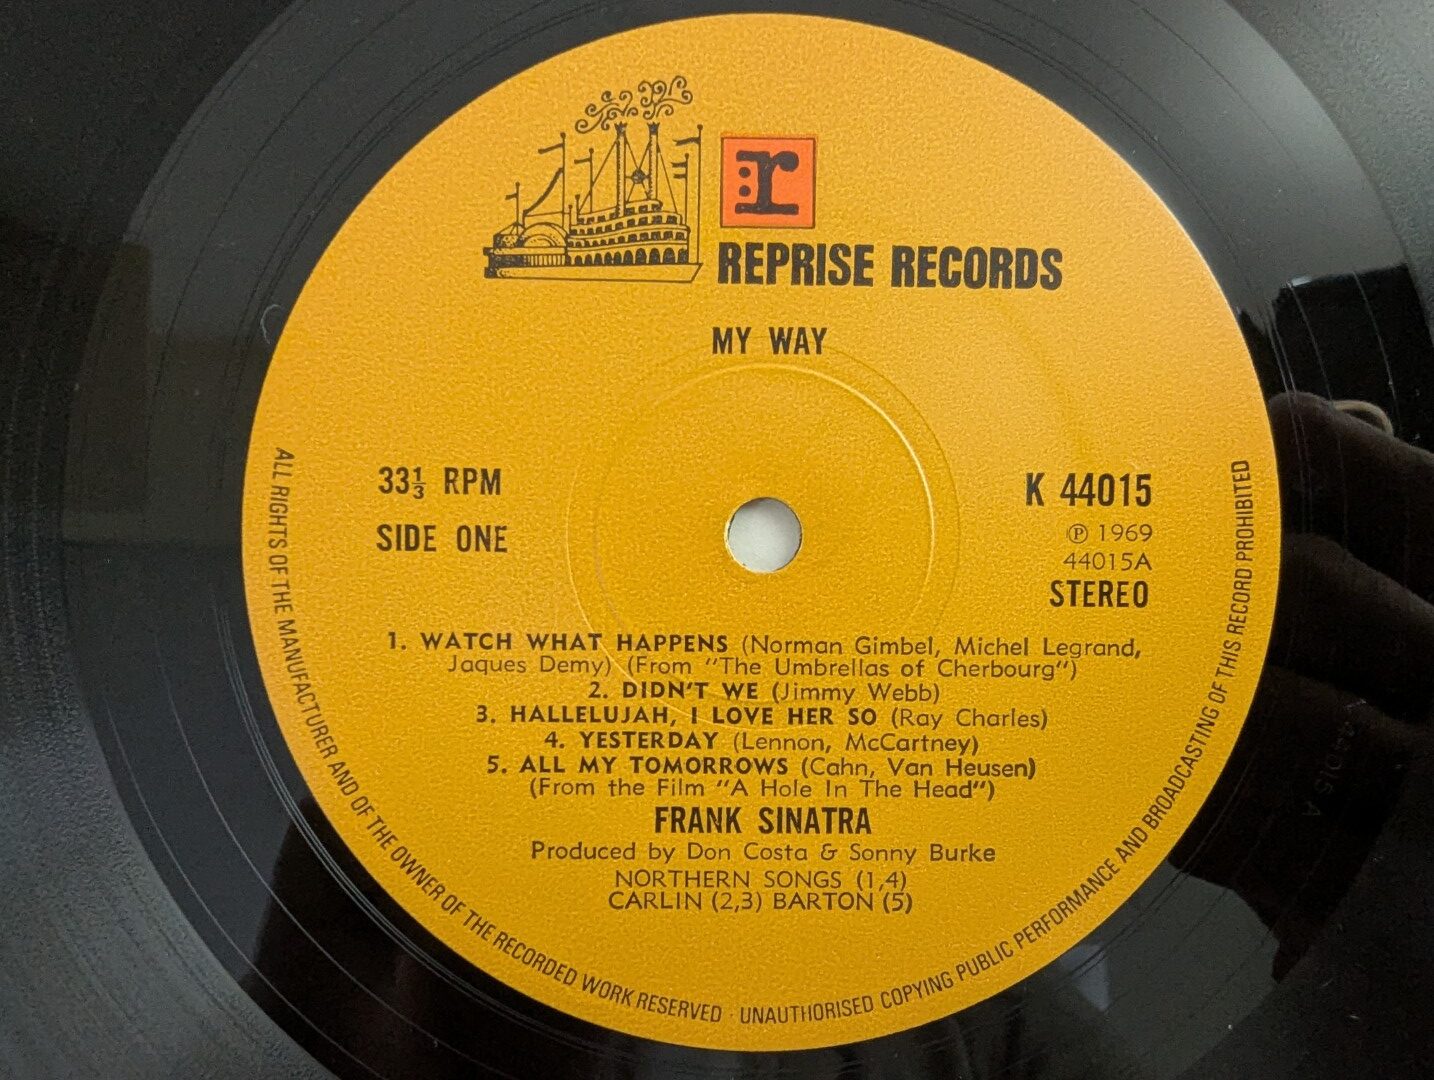 r:
REPRISE RECORDS
MY WAY
33⅓ RPM
SIDE ONE
K 44015
℗ 1969
44015A
STEREO
1. WATCH WHAT HAPPENS (Norman Gimbel, Michel Legrand,
Jaques Demy) (From "The Umbrellas of Cherbourg")
2. DIDN'T WE (Jimmy Webb)
3. HALLELUJAH, I LOVE HER SO (Ray Charles)
4. YESTERDAY (Lennon, McCartney)
5. ALL MY TOMORROWS (Cahn, Van Heusen)
(From the Film "A Hole In The Head")
FRANK SINATRA
Produced by Don Costa & Sonny Burke
NORTHERN SONGS (1,4)
CARLIN (2,3) BARTON (5)
ALL RIGHTS OF THE MANUFACTURER AND OF THE OWNER OF THE RECORDED WORK RESERVED · UNAUTHORISED COPYING PUBLIC PERFORMANCE AND BROADCASTING OF THIS RECORD PROHIBITED